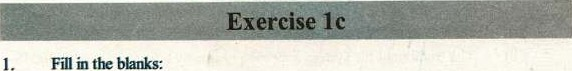 Exercise 1c
1. Fill in the blanks: